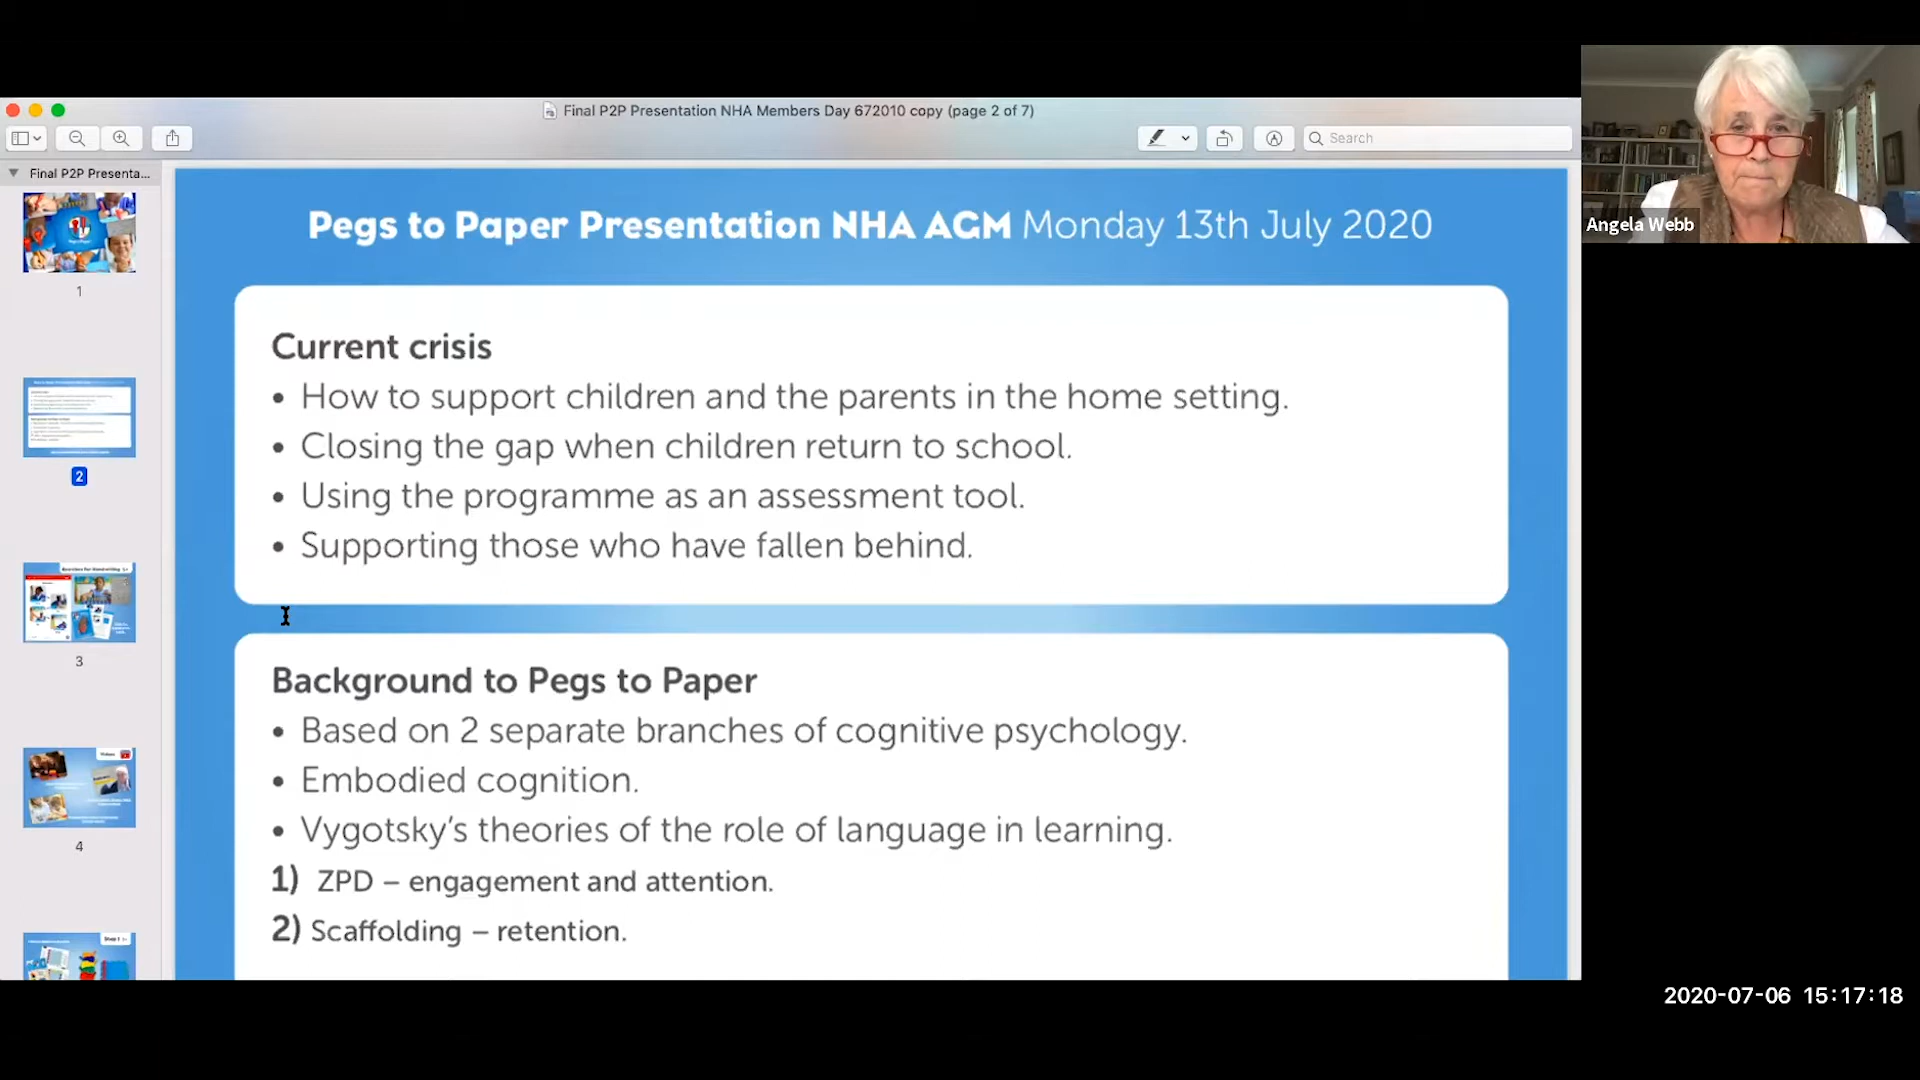 Final P2P Presentation NHA Members Day 672010 copy (page 2 of 7)
Search
Final P2P Presenta...
1
2
3
4
Pegs to Paper Presentation NHA AGM Monday 13th July 2020
Current crisis
• How to support children and the parents in the home setting.
• Closing the gap when children return to school.
• Using the programme as an assessment tool.
• Supporting those who have fallen behind.
Background to Pegs to Paper
• Based on 2 separate branches of cognitive psychology.
• Embodied cognition.
• Vygotsky’s theories of the role of language in learning.
1) ZPD – engagement and attention.
2) Scaffolding – retention.
Angela Webb
2020-07-06 15:17:18